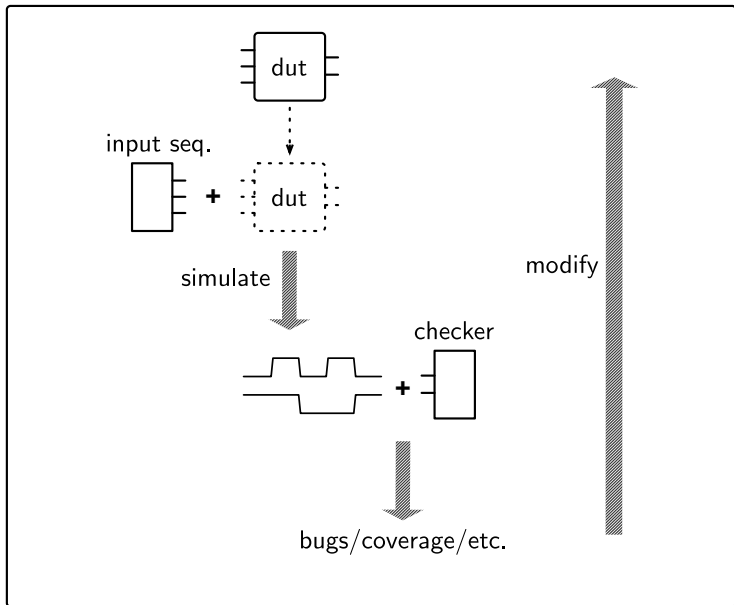 dut
input seq.
+
dut
simulate
modify
checker
+
bugs/coverage/etc.